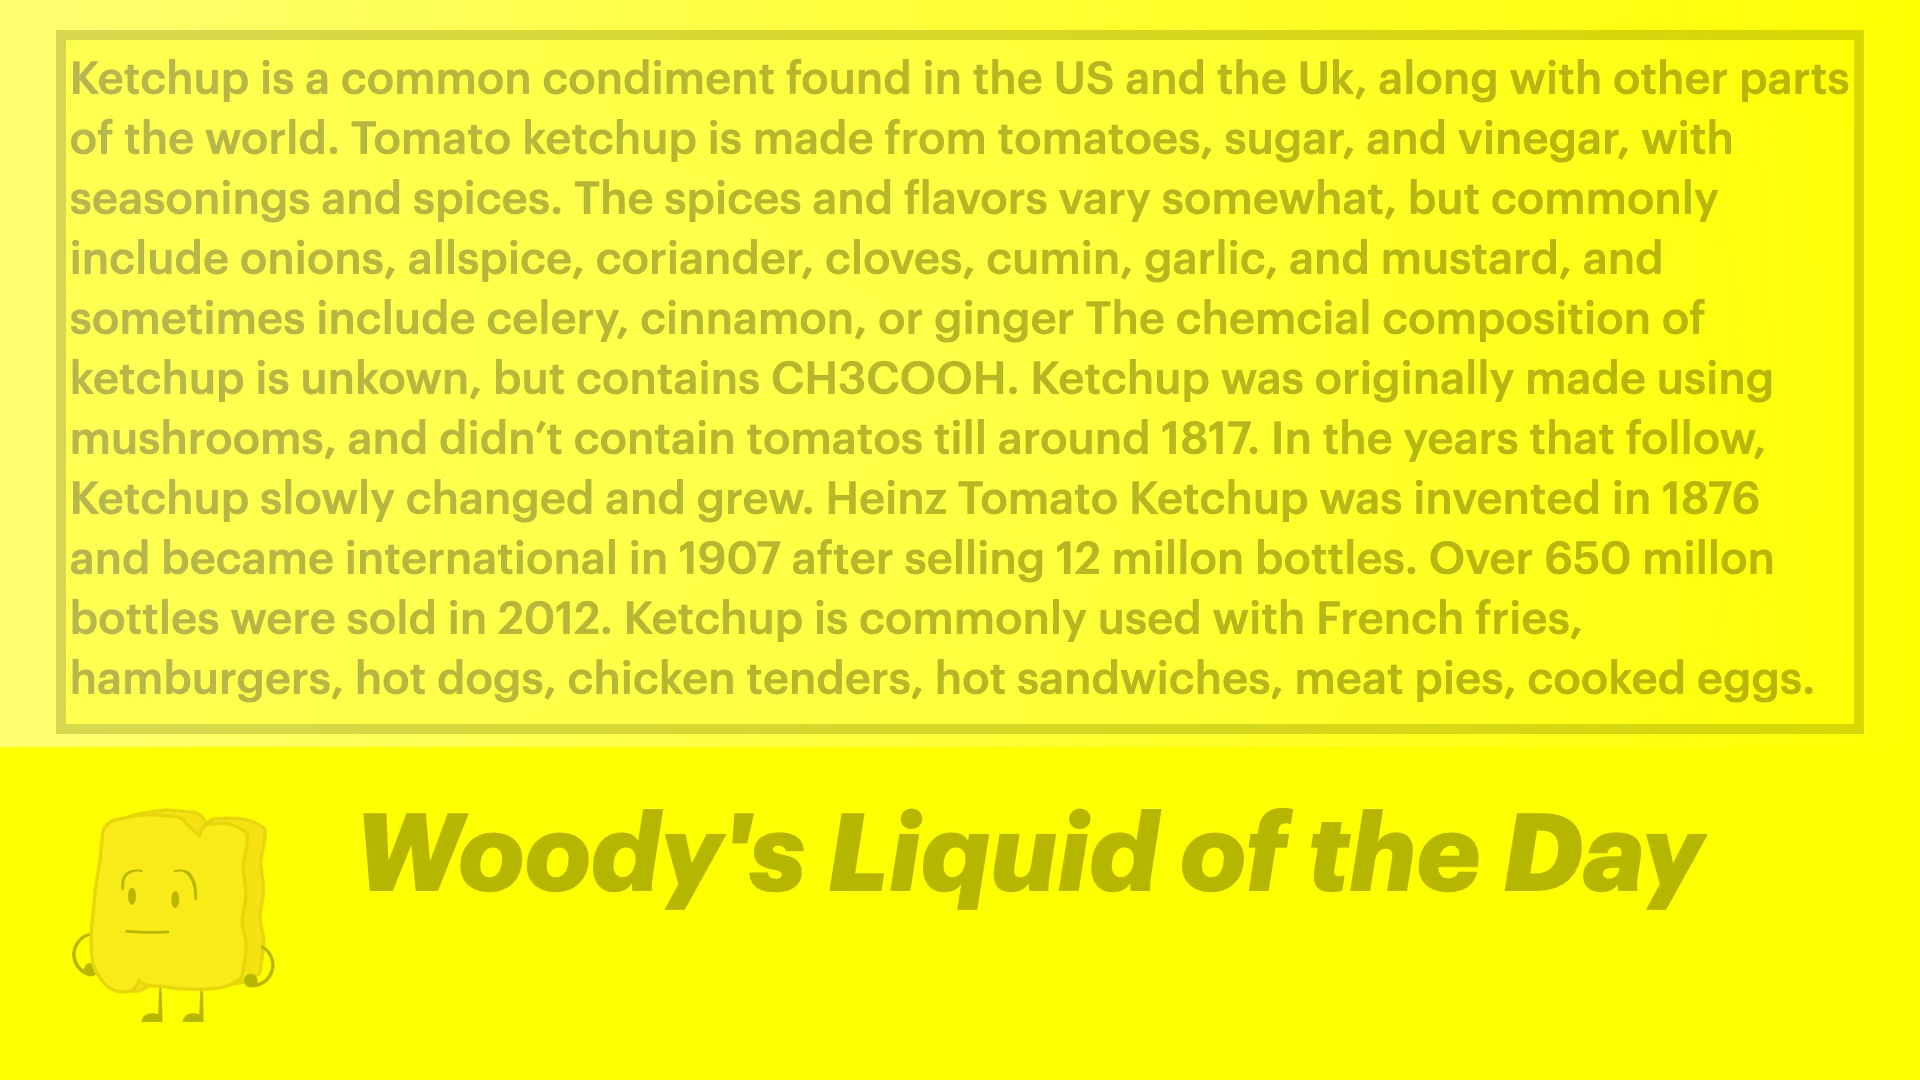 Ketchup is a common condiment found in the US and the Uk, along with other parts
of the world. Tomato ketchup is made from tomatoes, sugar, and vinegar, with
seasonings and spices. The spices and flavors vary somewhat, but commonly
include onions, allspice, coriander, cloves, cumin, garlic, and mustard, and
sometimes include celery, cinnamon, or ginger The chemcial composition of
ketchup is unkown, but contains CH3COOH. Ketchup was originally made using
mushrooms, and didn’t contain tomatos till around 1817. In the years that follow,
Ketchup slowly changed and grew. Heinz Tomato Ketchup was invented in 1876
and became international in 1907 after selling 12 millon bottles. Over 650 millon
bottles were sold in 2012. Ketchup is commonly used with French fries,
hamburgers, hot dogs, chicken tenders, hot sandwiches, meat pies, cooked eggs.
Woody's Liquid of the Day